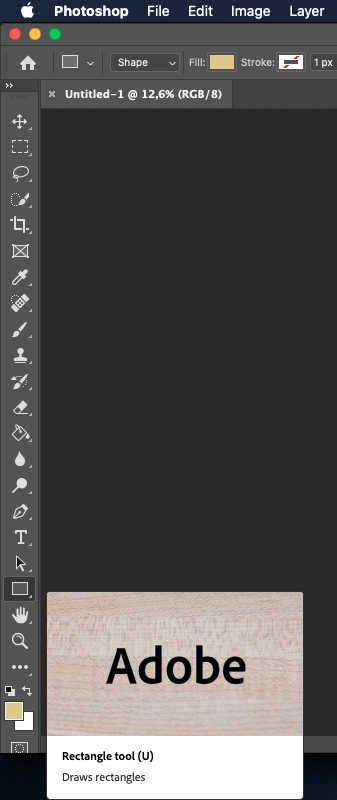 Photoshop File Edit Image Layer
Shape Fill: Stroke: 1 px
× Untitled-1 @ 12,6% (RGB/8)
T
Adobe
Rectangle tool (U)
Draws rectangles